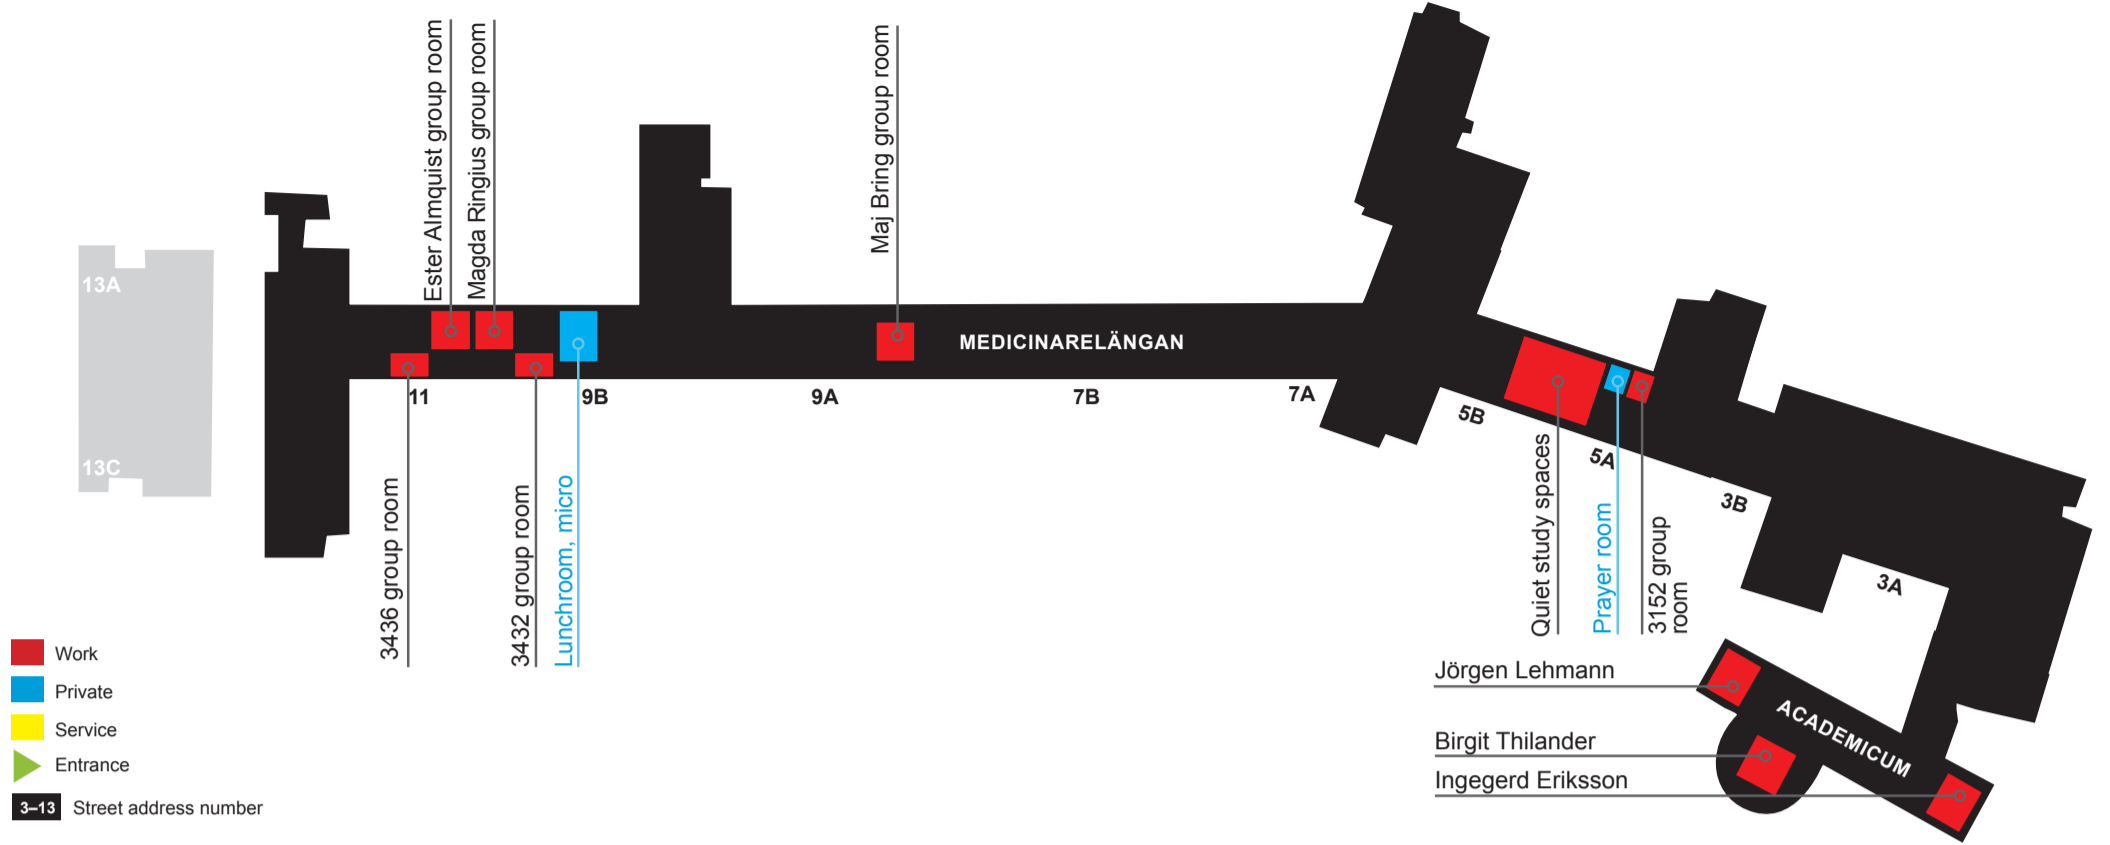 Ester Almquist group room
Magda Ringius group room
Maj Bring group room
13A
13C
MEDICINARELÄNGAN
11
9B
9A
7B
7A
5B
5A
3B
3A
3436 group room
3432 group room
Lunchroom, micro
Quiet study spaces
Prayer room
3152 group
room
Jörgen Lehmann
Birgit Thilander
Ingegerd Eriksson
ACADEMICUM
Work
Private
Service
Entrance
3–13 Street address number